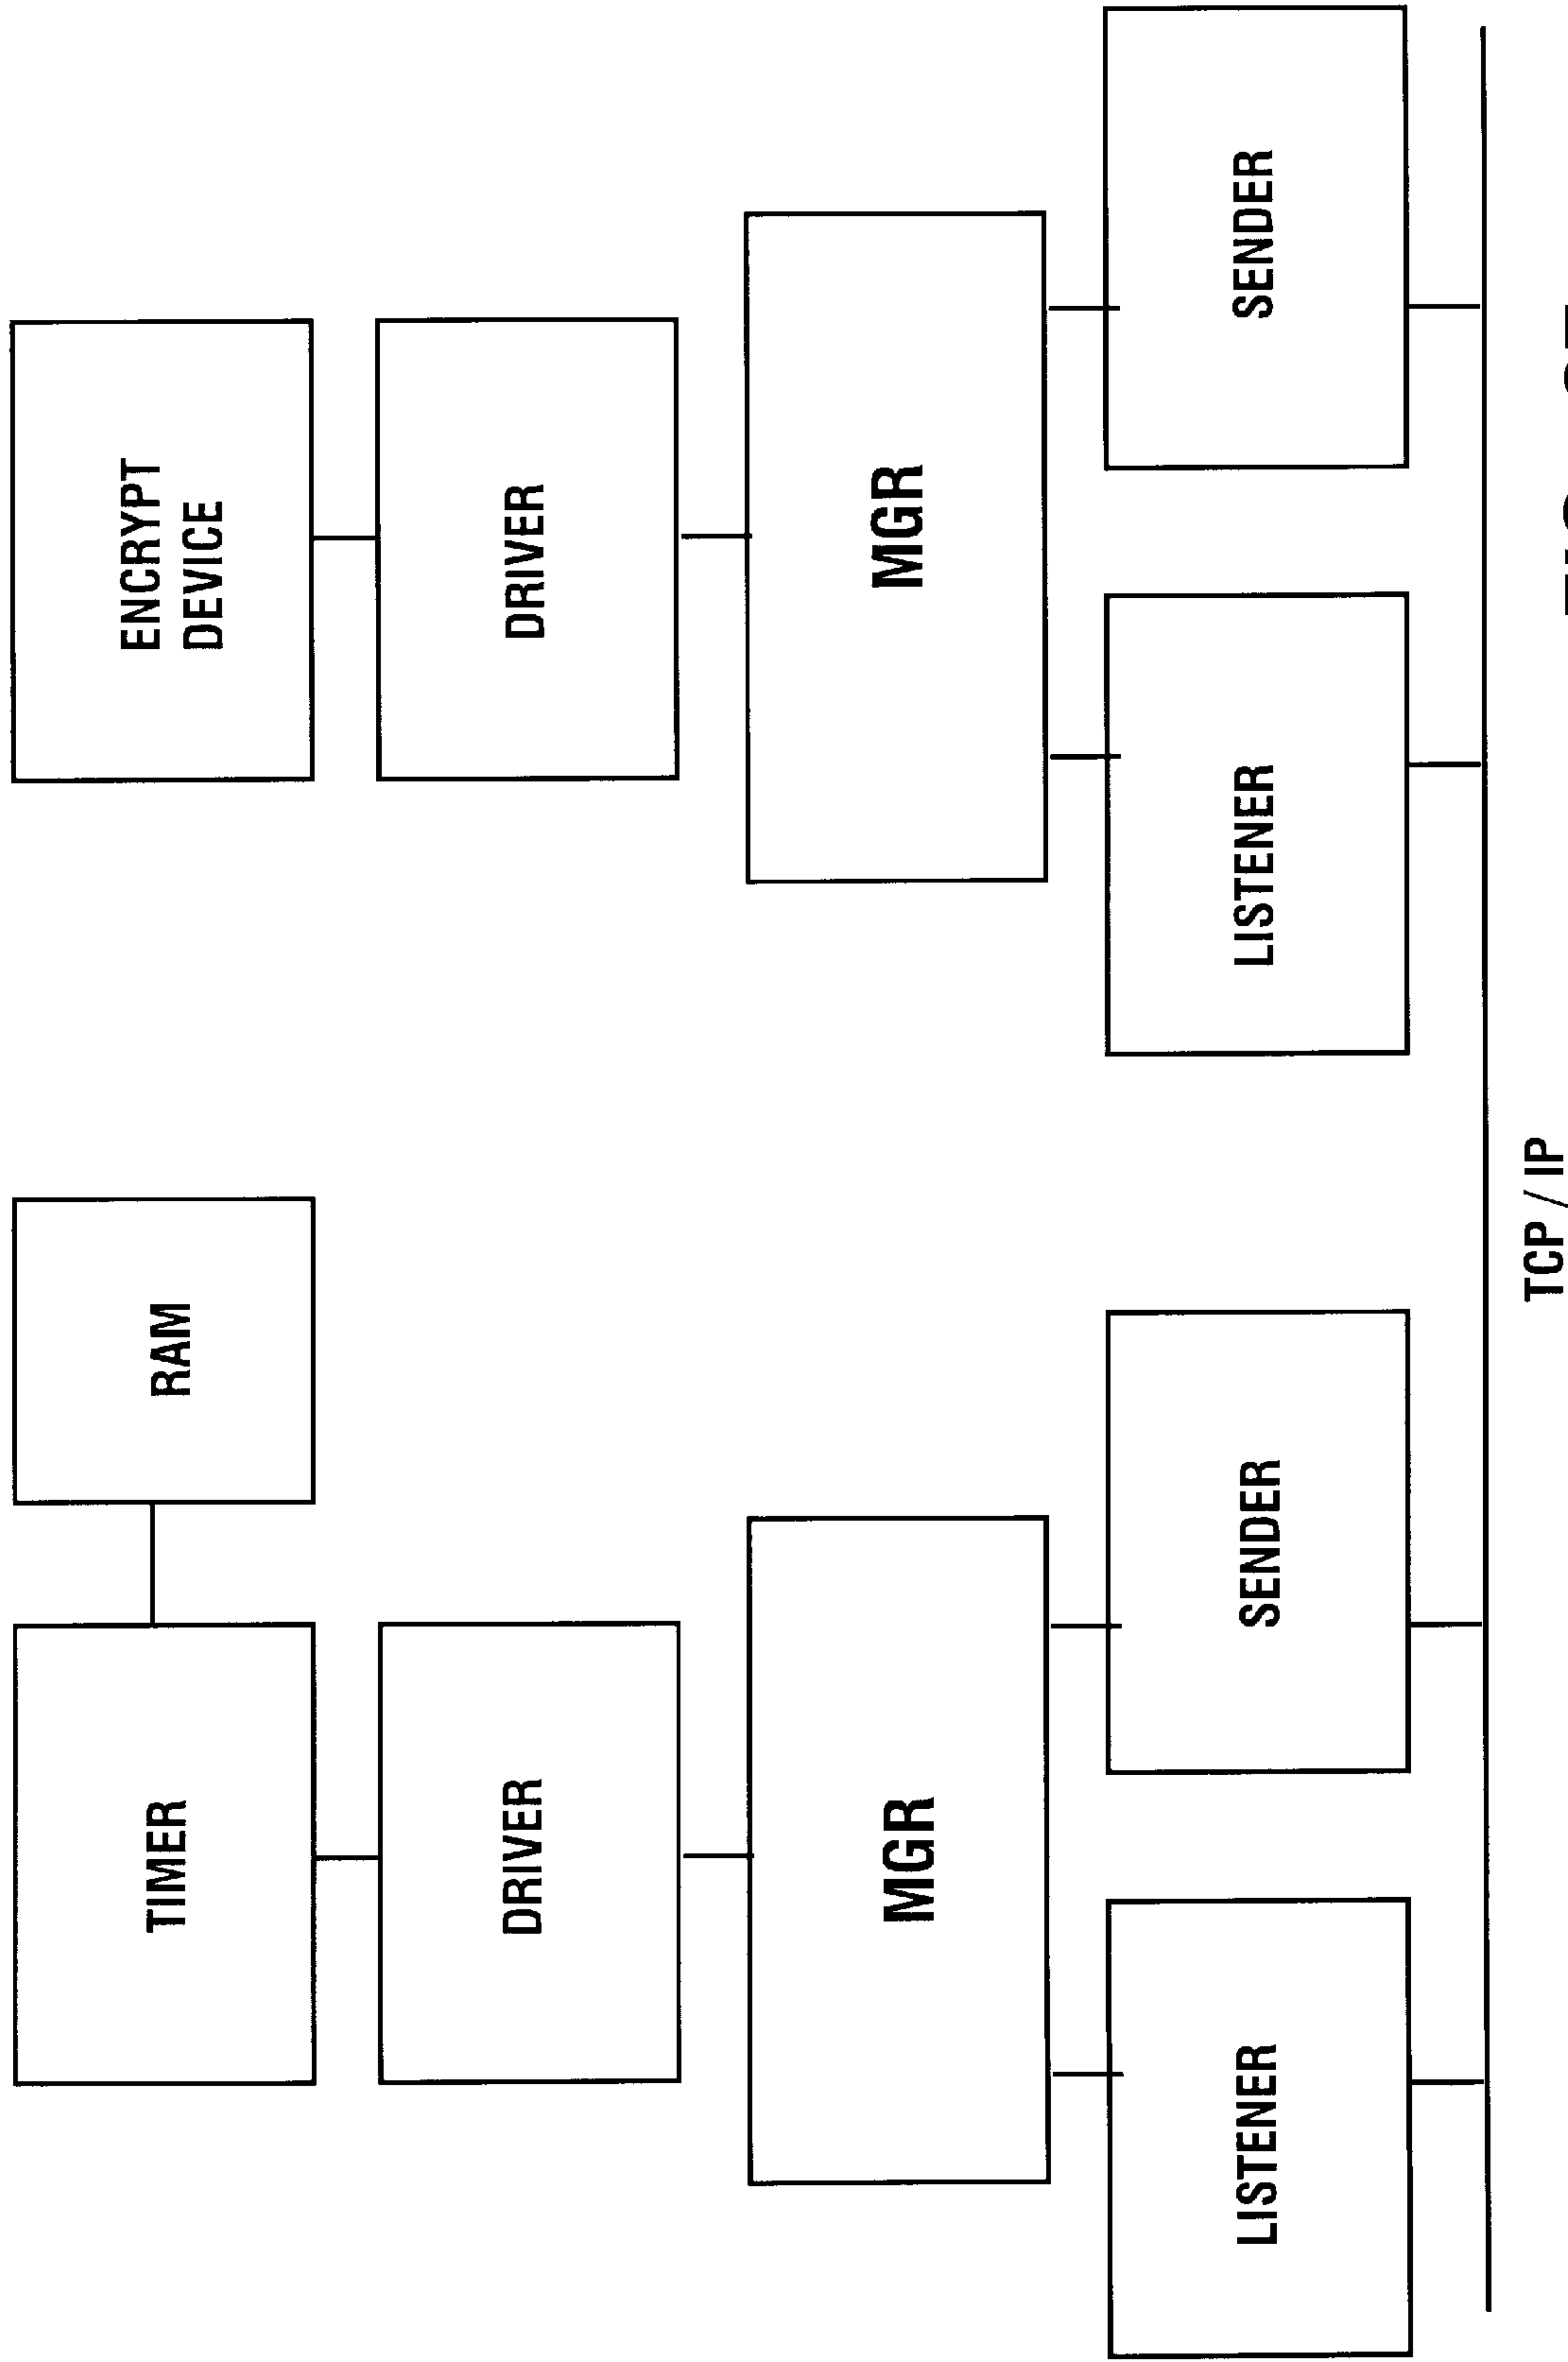 TIMER
RAM
ENCRYPT
DEVICE
DRIVER
DRIVER
MGR
MGR
LISTENER
SENDER
LISTENER
SENDER
TCP / IP